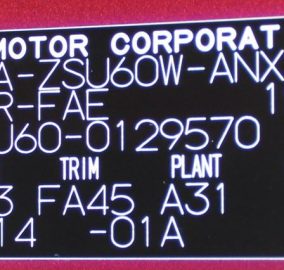 MOTOR CORPORAT
A-ZSU60W-ANX
R-FAE 1
U60-0129570
TRIM PLANT
3 FA45 A31
14 -01A